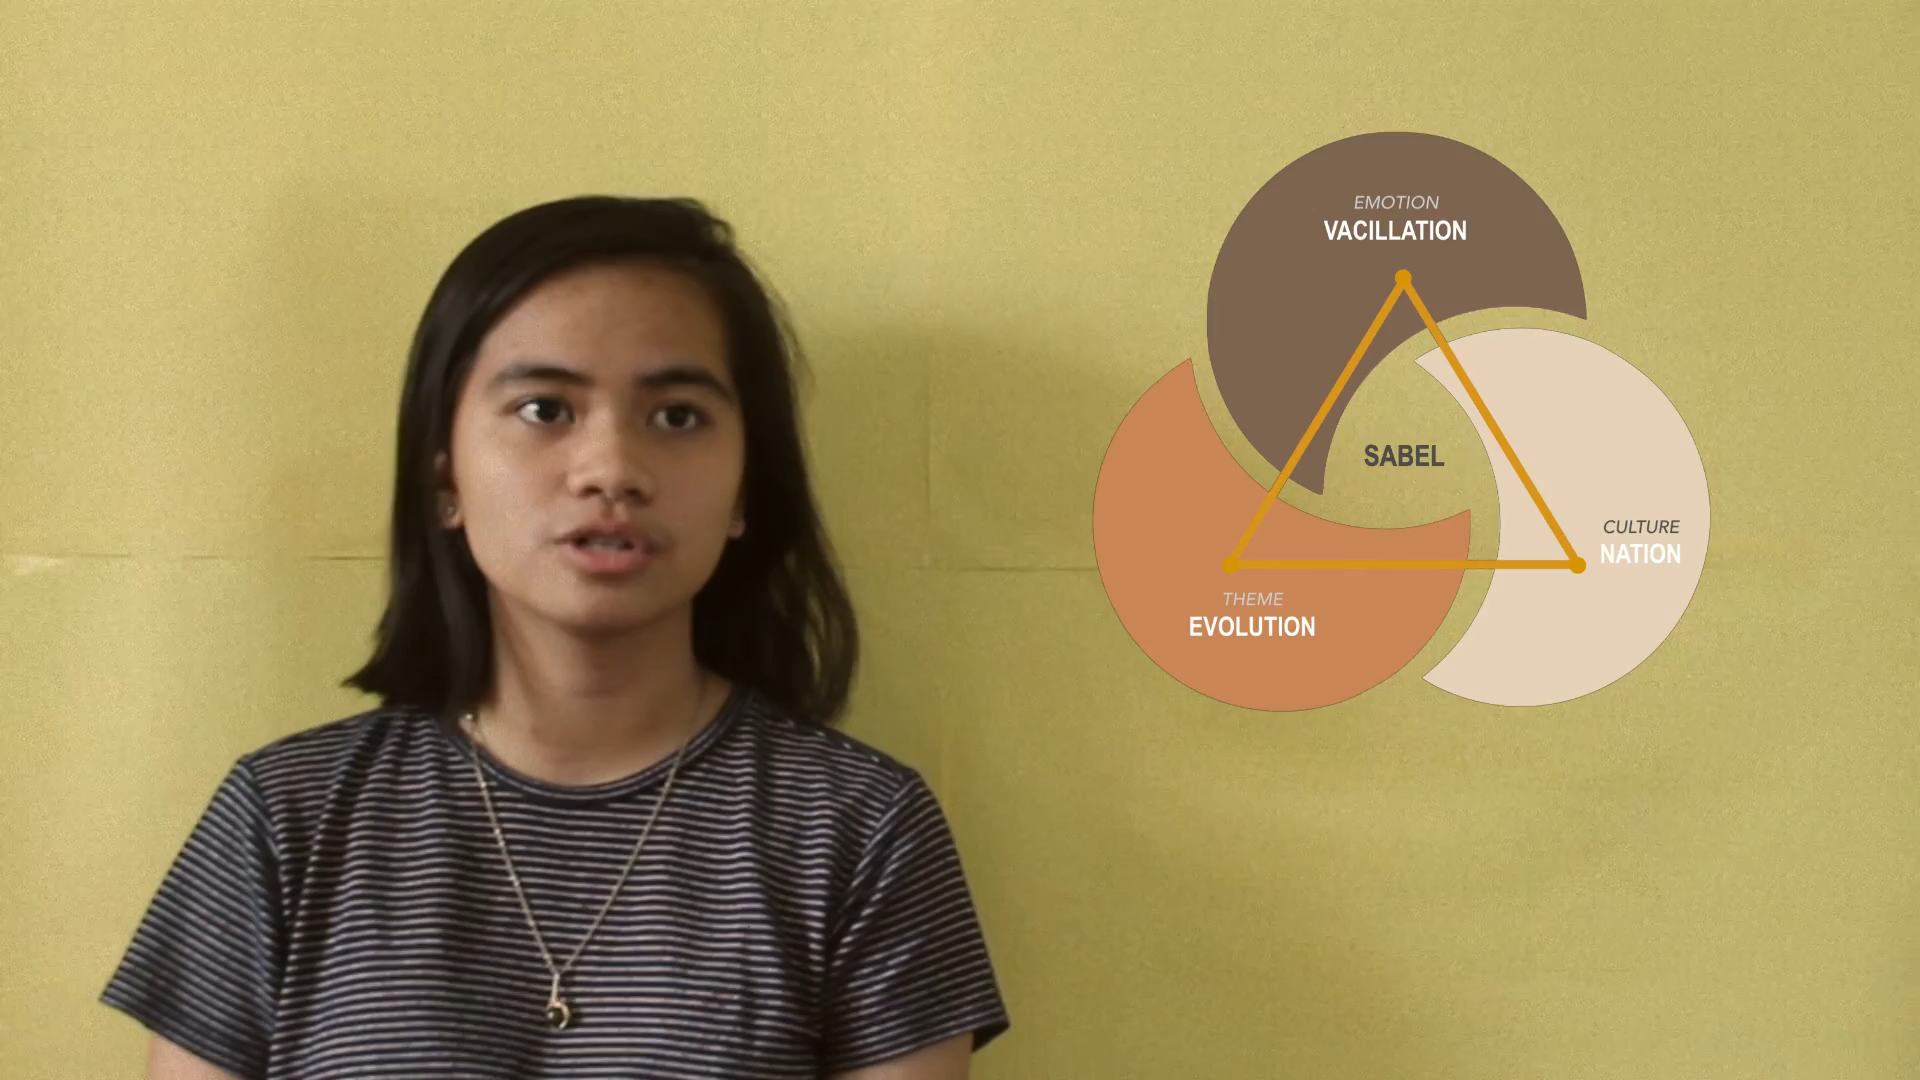 EMOTION
VACILLATION
SABEL
CULTURE
NATION
THEME
EVOLUTION